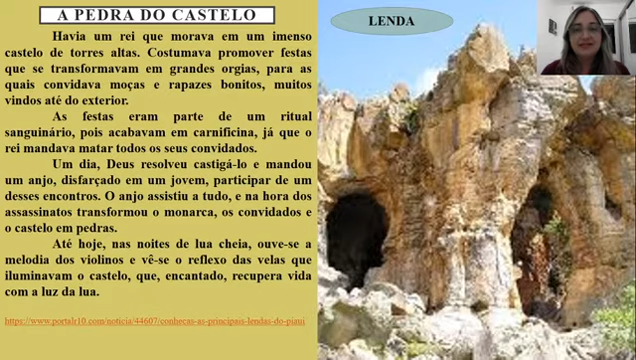 A PEDRA DO CASTELO
Havia um rei que morava em um imenso
castelo de torres altas. Costumava promover festas
que se transformavam em grandes orgias, para as
quais convidava moças e rapazes bonitos, muitos
vindos até do exterior.
As festas eram parte de um ritual
sanguinário, pois acabavam em carnificina, já que o
rei mandava matar todos os seus convidados.
Um dia, Deus resolveu castigá-lo e mandou
um anjo, disfarçado em um jovem, participar de um
desses encontros. O anjo assistiu a tudo, e na hora dos
assassinatos transformou o monarca, os convidados e
o castelo em pedras.
Até hoje, nas noites de lua cheia, ouve-se a
melodia dos violinos e vê-se o reflexo das velas que
iluminavam o castelo, que, encantado, recupera vida
com a luz da lua.
https://www.portalr10.com/noticia/44607/conhecas-as-principais-lendas-do-piaui
LENDA